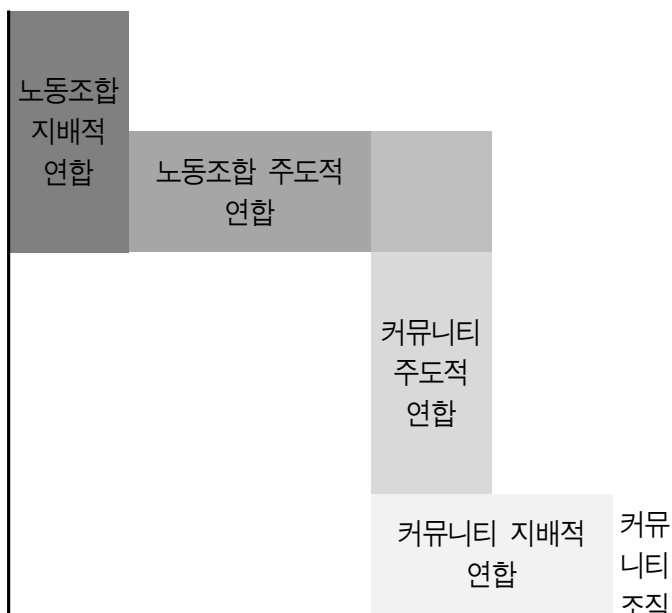 노동조합
지배적
연합
노동조합 주도적
연합
커뮤니티
주도적
연합
커뮤니티 지배적
연합
커뮤
니티
조직